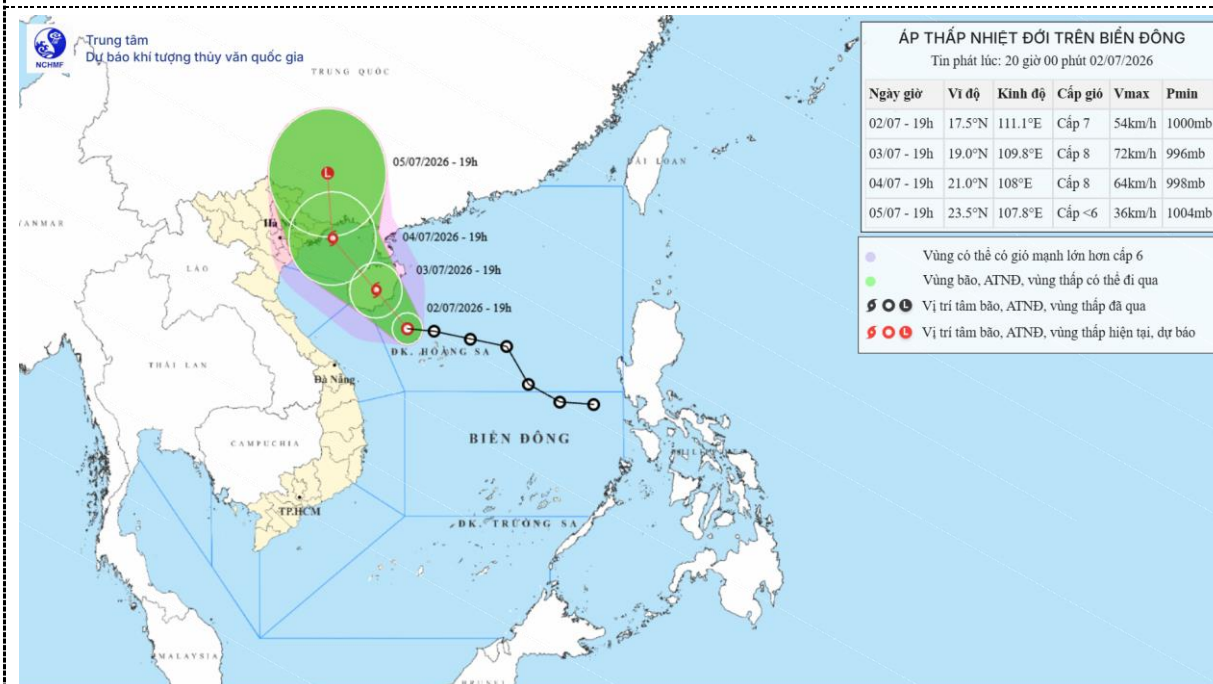 Trung tâm
Dự báo khí tượng thủy văn quốc gia
NCHMF
ÁP THẤP NHIỆT ĐỚI TRÊN BIỂN ĐÔNG
Tin phát lúc: 20 giờ 00 phút 02/07/2026
Ngày giờ Vĩ độ Kinh độ Cấp gió Vmax Pmin
02/07 - 19h 17.5°N 111.1°E Cấp 7 54km/h 1000mb
03/07 - 19h 19.0°N 109.8°E Cấp 8 72km/h 996mb
04/07 - 19h 21.0°N 108°E Cấp 8 64km/h 998mb
05/07 - 19h 23.5°N 107.8°E Cấp <6 36km/h 1004mb
Vùng có thể có gió mạnh lớn hơn cấp 6
Vùng bão, ATNĐ, vùng thấp có thể đi qua
Vị trí tâm bão, ATNĐ, vùng thấp đã qua
Vị trí tâm bão, ATNĐ, vùng thấp hiện tại, dự báo
TRUNG QUỐC
05/07/2026 - 19h
ĐÀI LOAN
YANMAR
04/07/2026 - 19h
LÀO
03/07/2026 - 19h
02/07/2026 - 19h
ĐK. HOÀNG SA
THÁI LAN
Đà Nẵng
CAMPUCHIA
BIỂN ĐÔNG
TP.HCM
ĐK. TRƯỜNG SA
MALAYSIA
BRUNEI